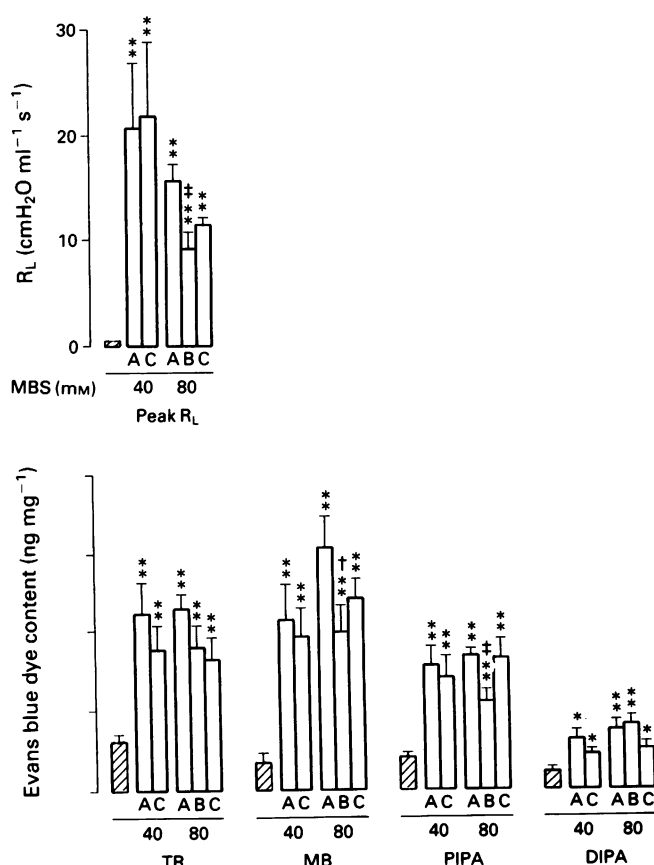 30
20
10
0
R_L (cmH₂O ml⁻¹ s⁻¹)
** ** ** ‡** **
A C A B C
MBS (mM) 40 80
Peak R_L
Evans blue dye content (ng mg⁻¹)
** ** ** ** **
** ** ** †** **
** ** ** ‡** **
* * ** ** *
A C A B C A C A B C A C A B C A C A B C
40 80 40 80 40 80 40 80
TR MB PIPA DIPA